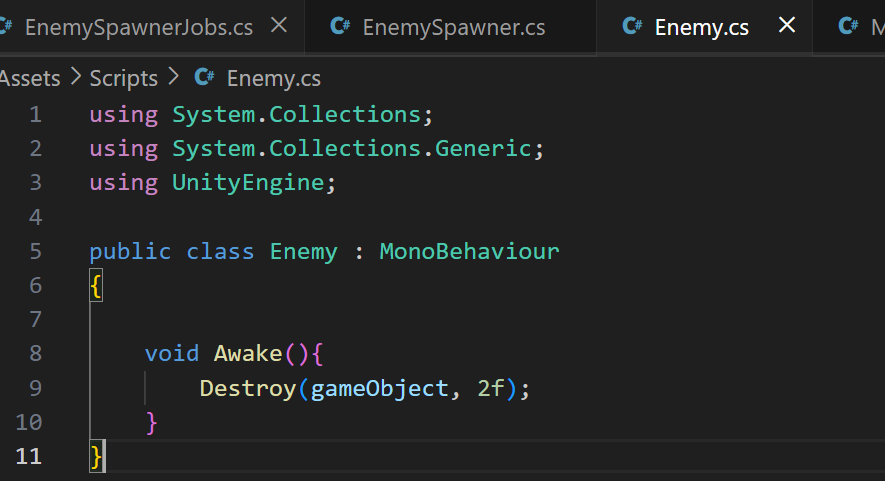 C# EnemySpawnerJobs.cs × C# EnemySpawner.cs C# Enemy.cs × C# M
Assets > Scripts > C# Enemy.cs
1 using System.Collections;
2 using System.Collections.Generic;
3 using UnityEngine;
4
5 public class Enemy : MonoBehaviour
6 {
7
8 void Awake(){
9 Destroy(gameObject, 2f);
10 }
11 }